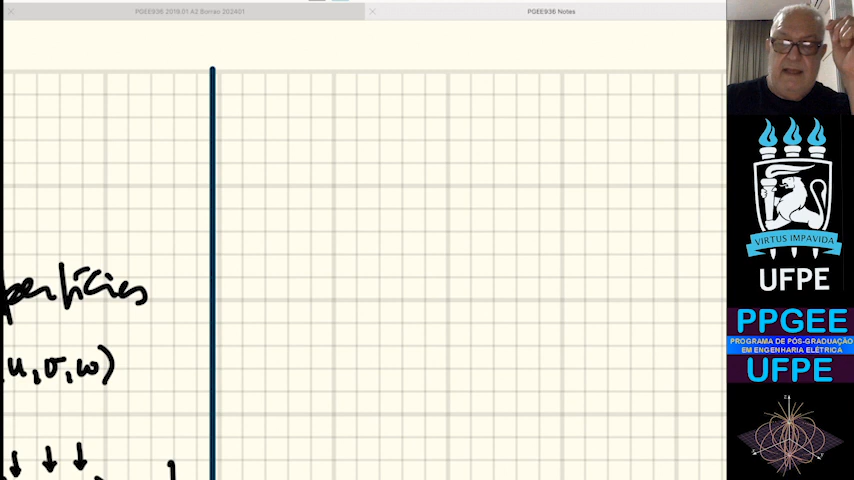 PGEE936 2019.01 A2 Borrao 202401
PGEE936 Notes
perfícies
u, v, w)
VIRTUS IMPAVIDA
UFPE
PPGEE
PROGRAMA DE PÓS-GRADUAÇÃO
EM ENGENHARIA ELÉTRICA
UFPE